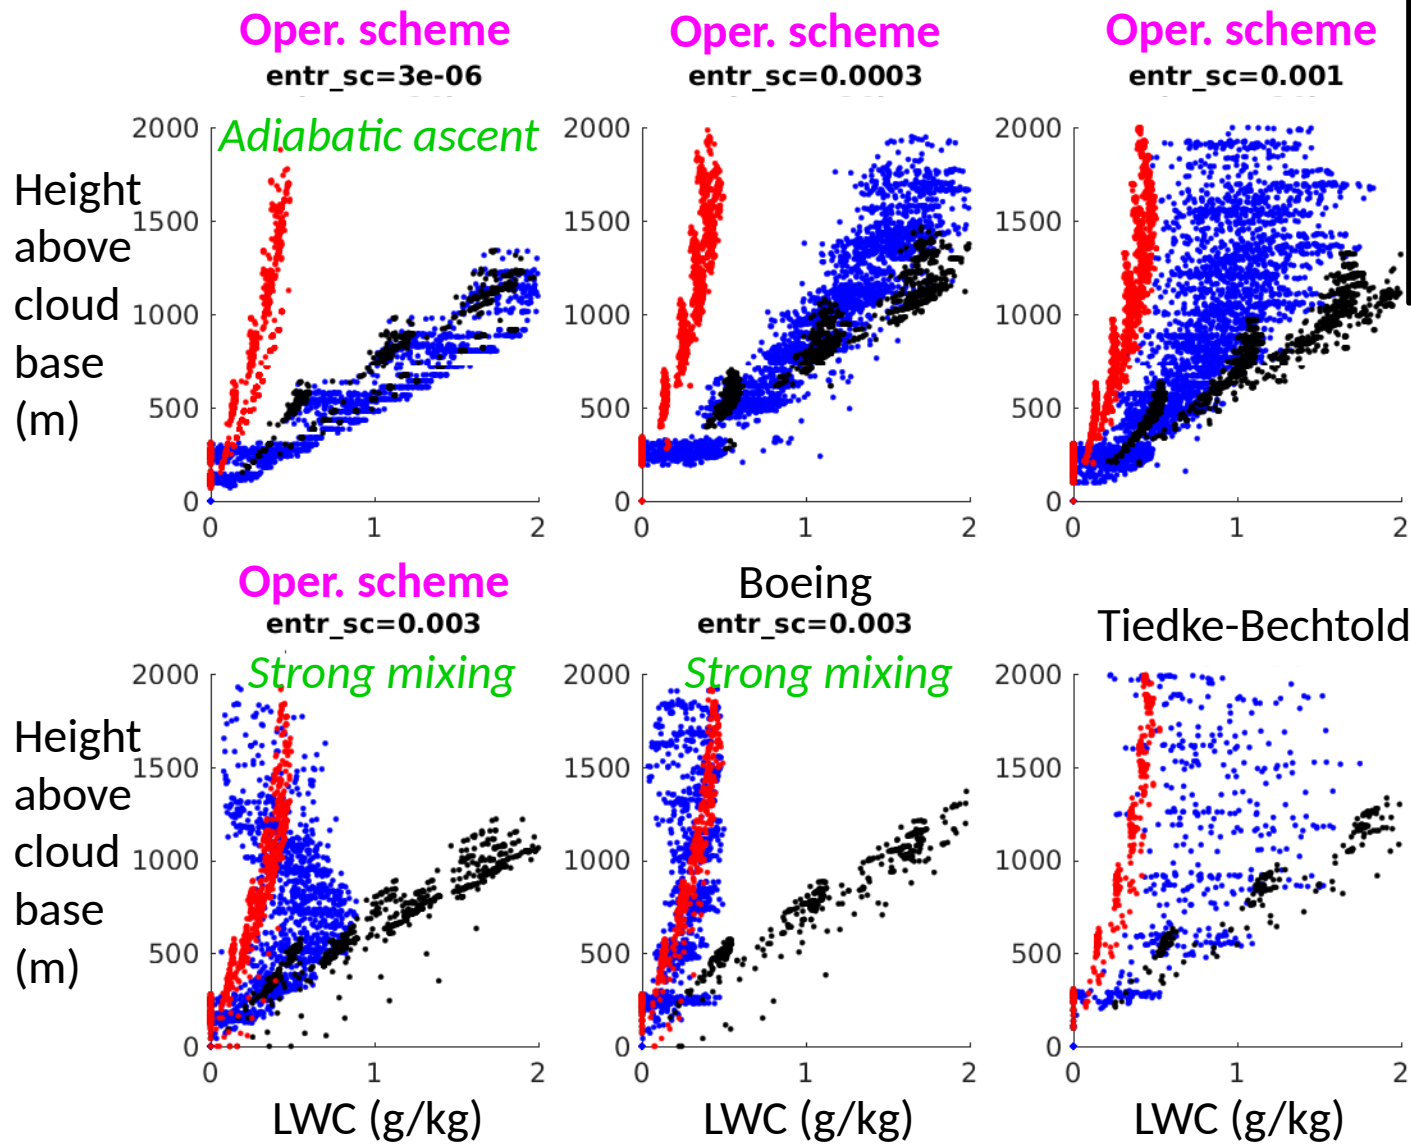 Oper. scheme
entr_sc=3e-06
Adiabatic ascent
Height
above
cloud
base
(m)
2000
1500
1000
500
0
0 1 2
Oper. scheme
entr_sc=0.0003
2000
1500
1000
500
0
0 1 2
Oper. scheme
entr_sc=0.001
2000
1500
1000
500
0
0 1 2
Oper. scheme
entr_sc=0.003
Strong mixing
Height
above
cloud
base
(m)
2000
1500
1000
500
0
0 1 2
LWC (g/kg)
Boeing
entr_sc=0.003
Strong mixing
2000
1500
1000
500
0
0 1 2
LWC (g/kg)
Tiedke-Bechtold
2000
1500
1000
500
0
0 1 2
LWC (g/kg)